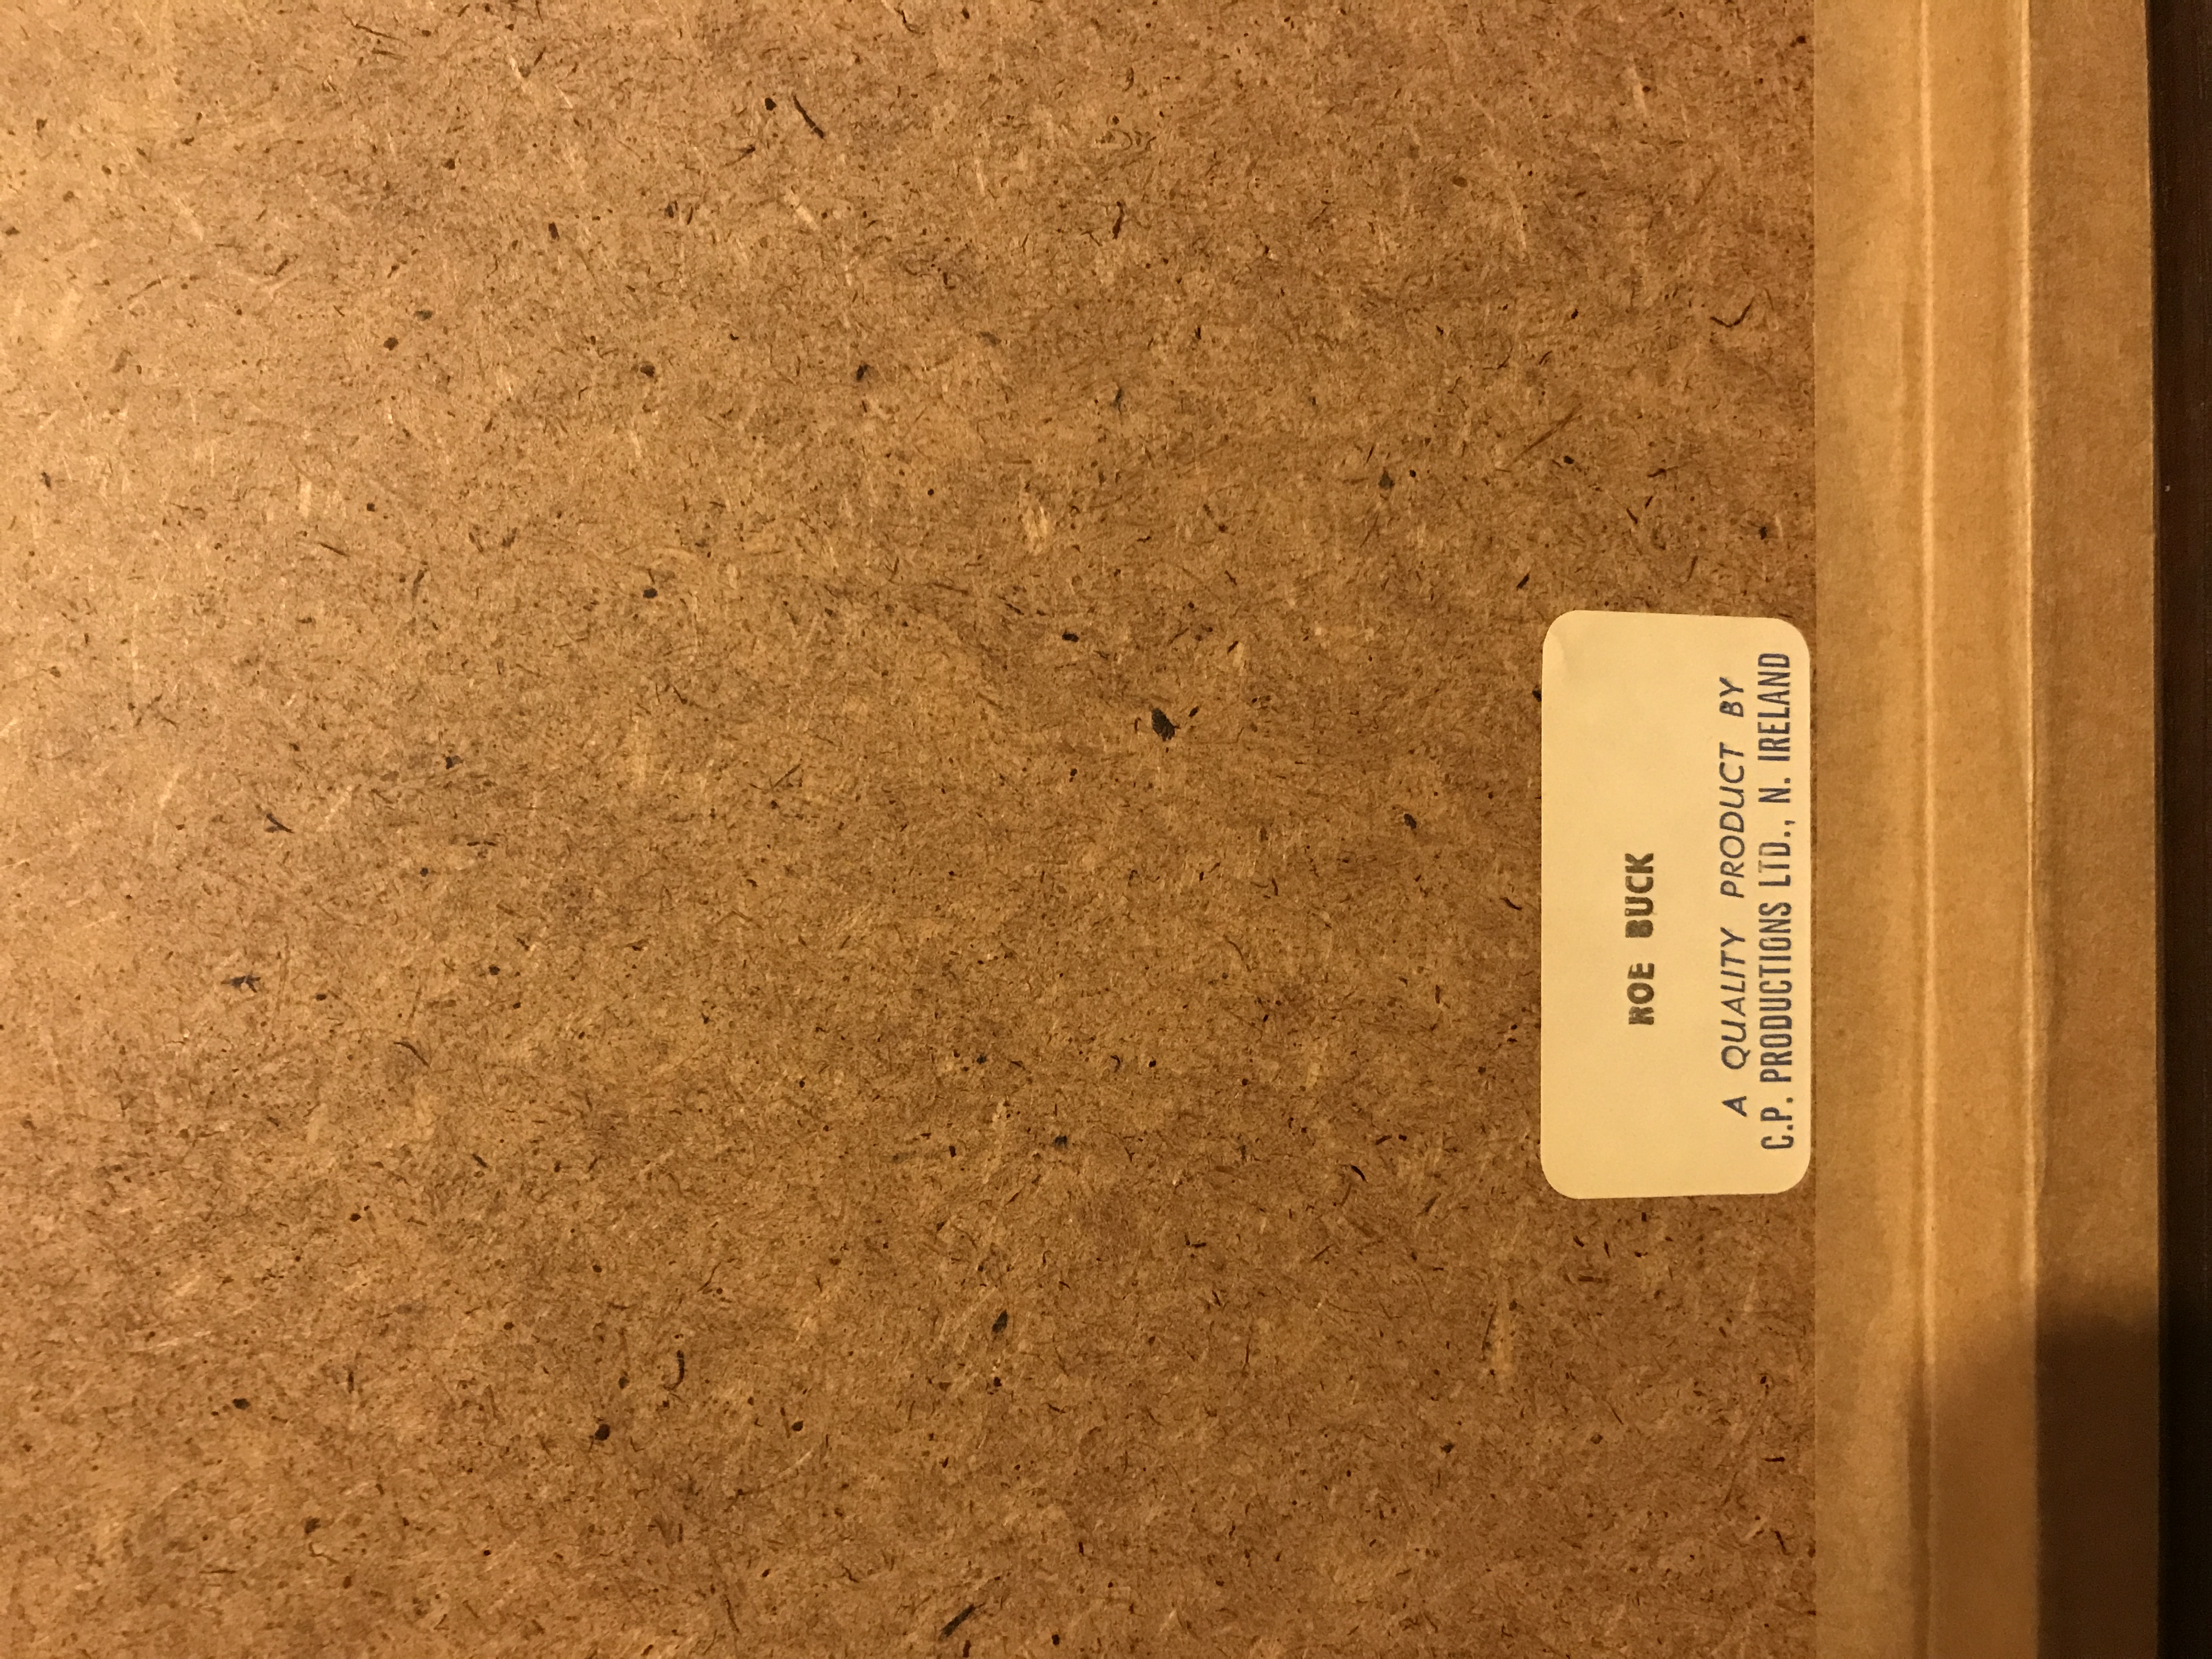 ROE BUCK
A QUALITY PRODUCT BY
C.P. PRODUCTIONS LTD., N. IRELAND